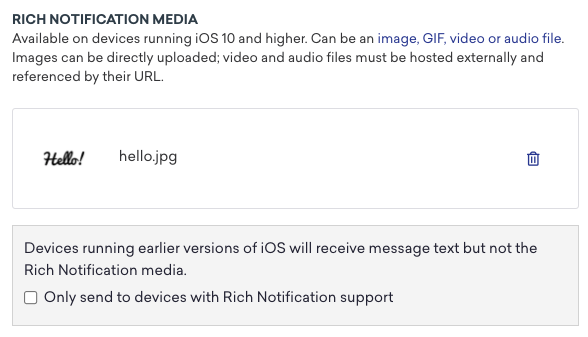 RICH NOTIFICATION MEDIA
Available on devices running iOS 10 and higher. Can be an image, GIF, video or audio file.
Images can be directly uploaded; video and audio files must be hosted externally and
referenced by their URL.
Hello! hello.jpg
Devices running earlier versions of iOS will receive message text but not the
Rich Notification media.
Only send to devices with Rich Notification support